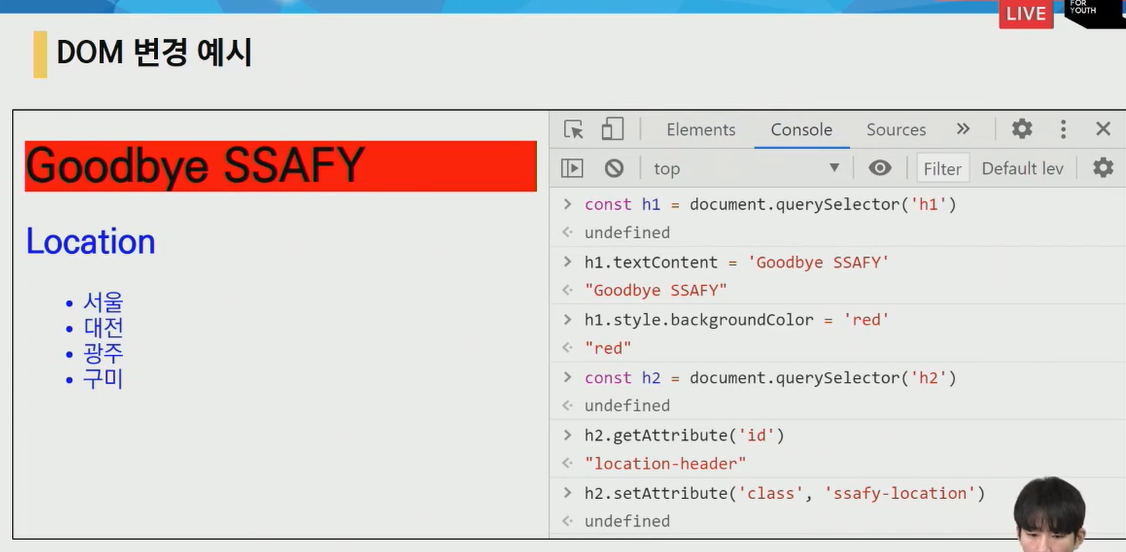 FOR
YOUTH
LIVE
DOM 변경 예시
Goodbye SSAFY
Location
• 서울
• 대전
• 광주
• 구미
Elements Console Sources »
top ▼ Filter Default lev
> const h1 = document.querySelector('h1')
<· undefined
> h1.textContent = 'Goodbye SSAFY'
<· "Goodbye SSAFY"
> h1.style.backgroundColor = 'red'
<· "red"
> const h2 = document.querySelector('h2')
<· undefined
> h2.getAttribute('id')
<· "location-header"
> h2.setAttribute('class', 'ssafy-location')
<· undefined